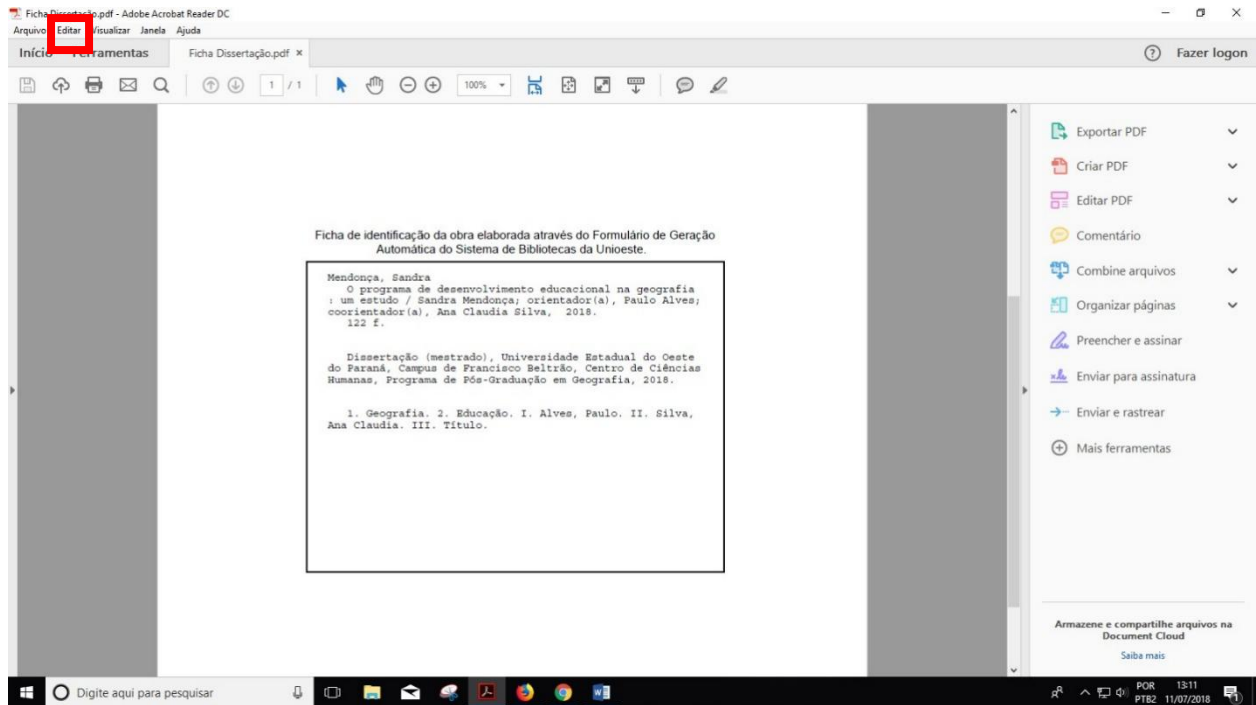 Ficha Dissertação.pdf - Adobe Acrobat Reader DC
Arquivo Editar Visualizar Janela Ajuda
Início Ferramentas Ficha Dissertação.pdf × ? Fazer logon
1 / 1 100%
Ficha de identificação da obra elaborada através do Formulário de Geração
Automática do Sistema de Bibliotecas da Unioeste.
Mendonça, Sandra
O programa de desenvolvimento educacional na geografia
: um estudo / Sandra Mendonça; orientador(a), Paulo Alves;
coorientador(a), Ana Claudia Silva, 2018.
122 f.
Dissertação (mestrado), Universidade Estadual do Oeste
do Paraná, Campus de Francisco Beltrão, Centro de Ciências
Humanas, Programa de Pós-Graduação em Geografia, 2018.
1. Geografia. 2. Educação. I. Alves, Paulo. II. Silva,
Ana Claudia. III. Título.
Exportar PDF
Criar PDF
Editar PDF
Comentário
Combine arquivos
Organizar páginas
Preencher e assinar
Enviar para assinatura
Enviar e rastrear
Mais ferramentas
Armazene e compartilhe arquivos na
Document Cloud
Saiba mais
Digite aqui para pesquisar
POR 13:11
PTB2 11/07/2018